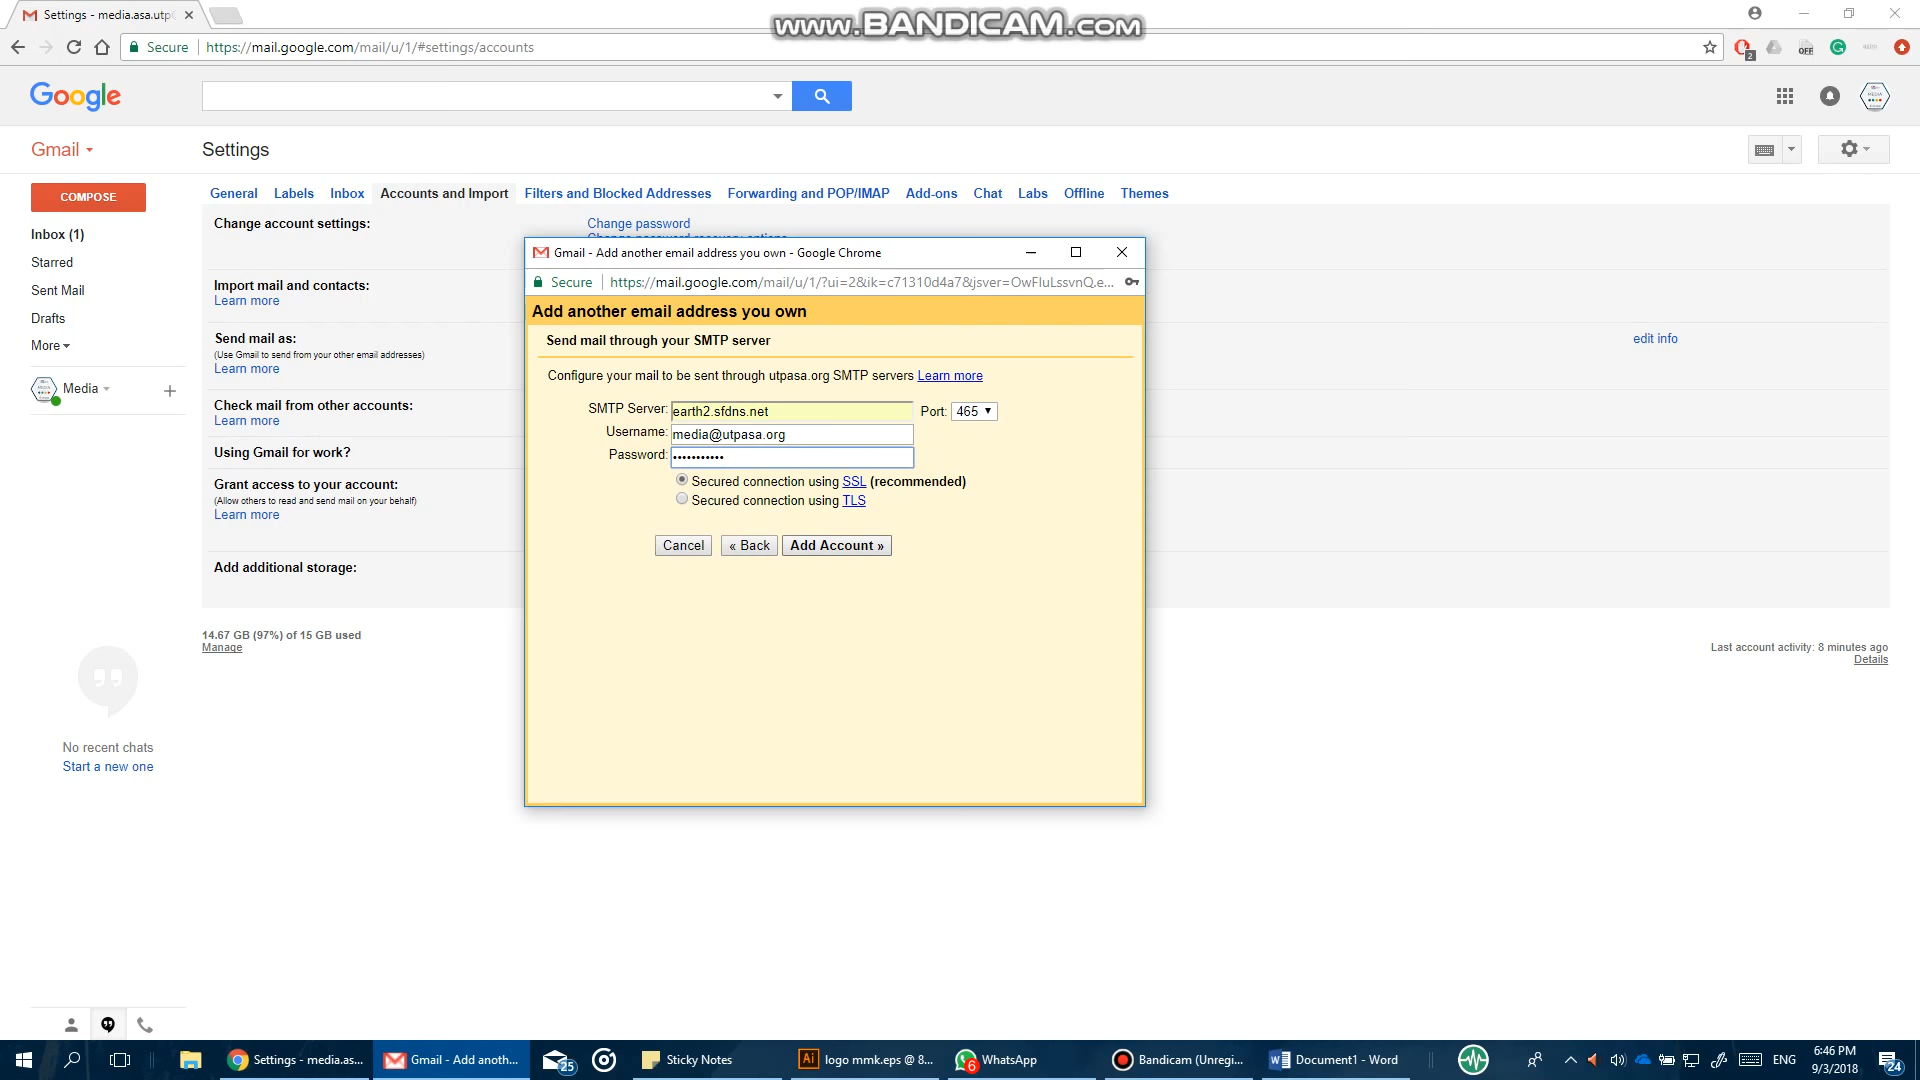 Settings - media.asa.utp
www.BANDICAM.com
Secure https://mail.google.com/mail/u/1/#settings/accounts
2
OFF
Google
Gmail
Settings
COMPOSE
General Labels Inbox Accounts and Import Filters and Blocked Addresses Forwarding and POP/IMAP Add-ons Chat Labs Offline Themes
Inbox (1)
Starred
Sent Mail
Drafts
More
Media
Change account settings:
Change password
Import mail and contacts:
Learn more
Send mail as:
(Use Gmail to send from your other email addresses)
Learn more
edit info
Check mail from other accounts:
Learn more
Using Gmail for work?
Grant access to your account:
(Allow others to read and send mail on your behalf)
Learn more
Add additional storage:
Gmail - Add another email address you own - Google Chrome
Secure https://mail.google.com/mail/u/1/?ui=2&ik=c71310d4a7&jsver=OwFluLssvnQ.e...
Add another email address you own
Send mail through your SMTP server
Configure your mail to be sent through utpasa.org SMTP servers Learn more
SMTP Server: earth2.sfdns.net Port: 465
Username: media@utpasa.org
Password: •••••••••••
Secured connection using SSL (recommended)
Secured connection using TLS
Cancel « Back Add Account »
14.67 GB (97%) of 15 GB used
Manage
Last account activity: 8 minutes ago
Details
No recent chats
Start a new one
Settings - media.as...
Gmail - Add anoth...
25
Sticky Notes
Ai logo mmk.eps @ 8...
6 WhatsApp
Bandicam (Unregi...
Document1 - Word
ENG
6:46 PM
9/3/2018
24